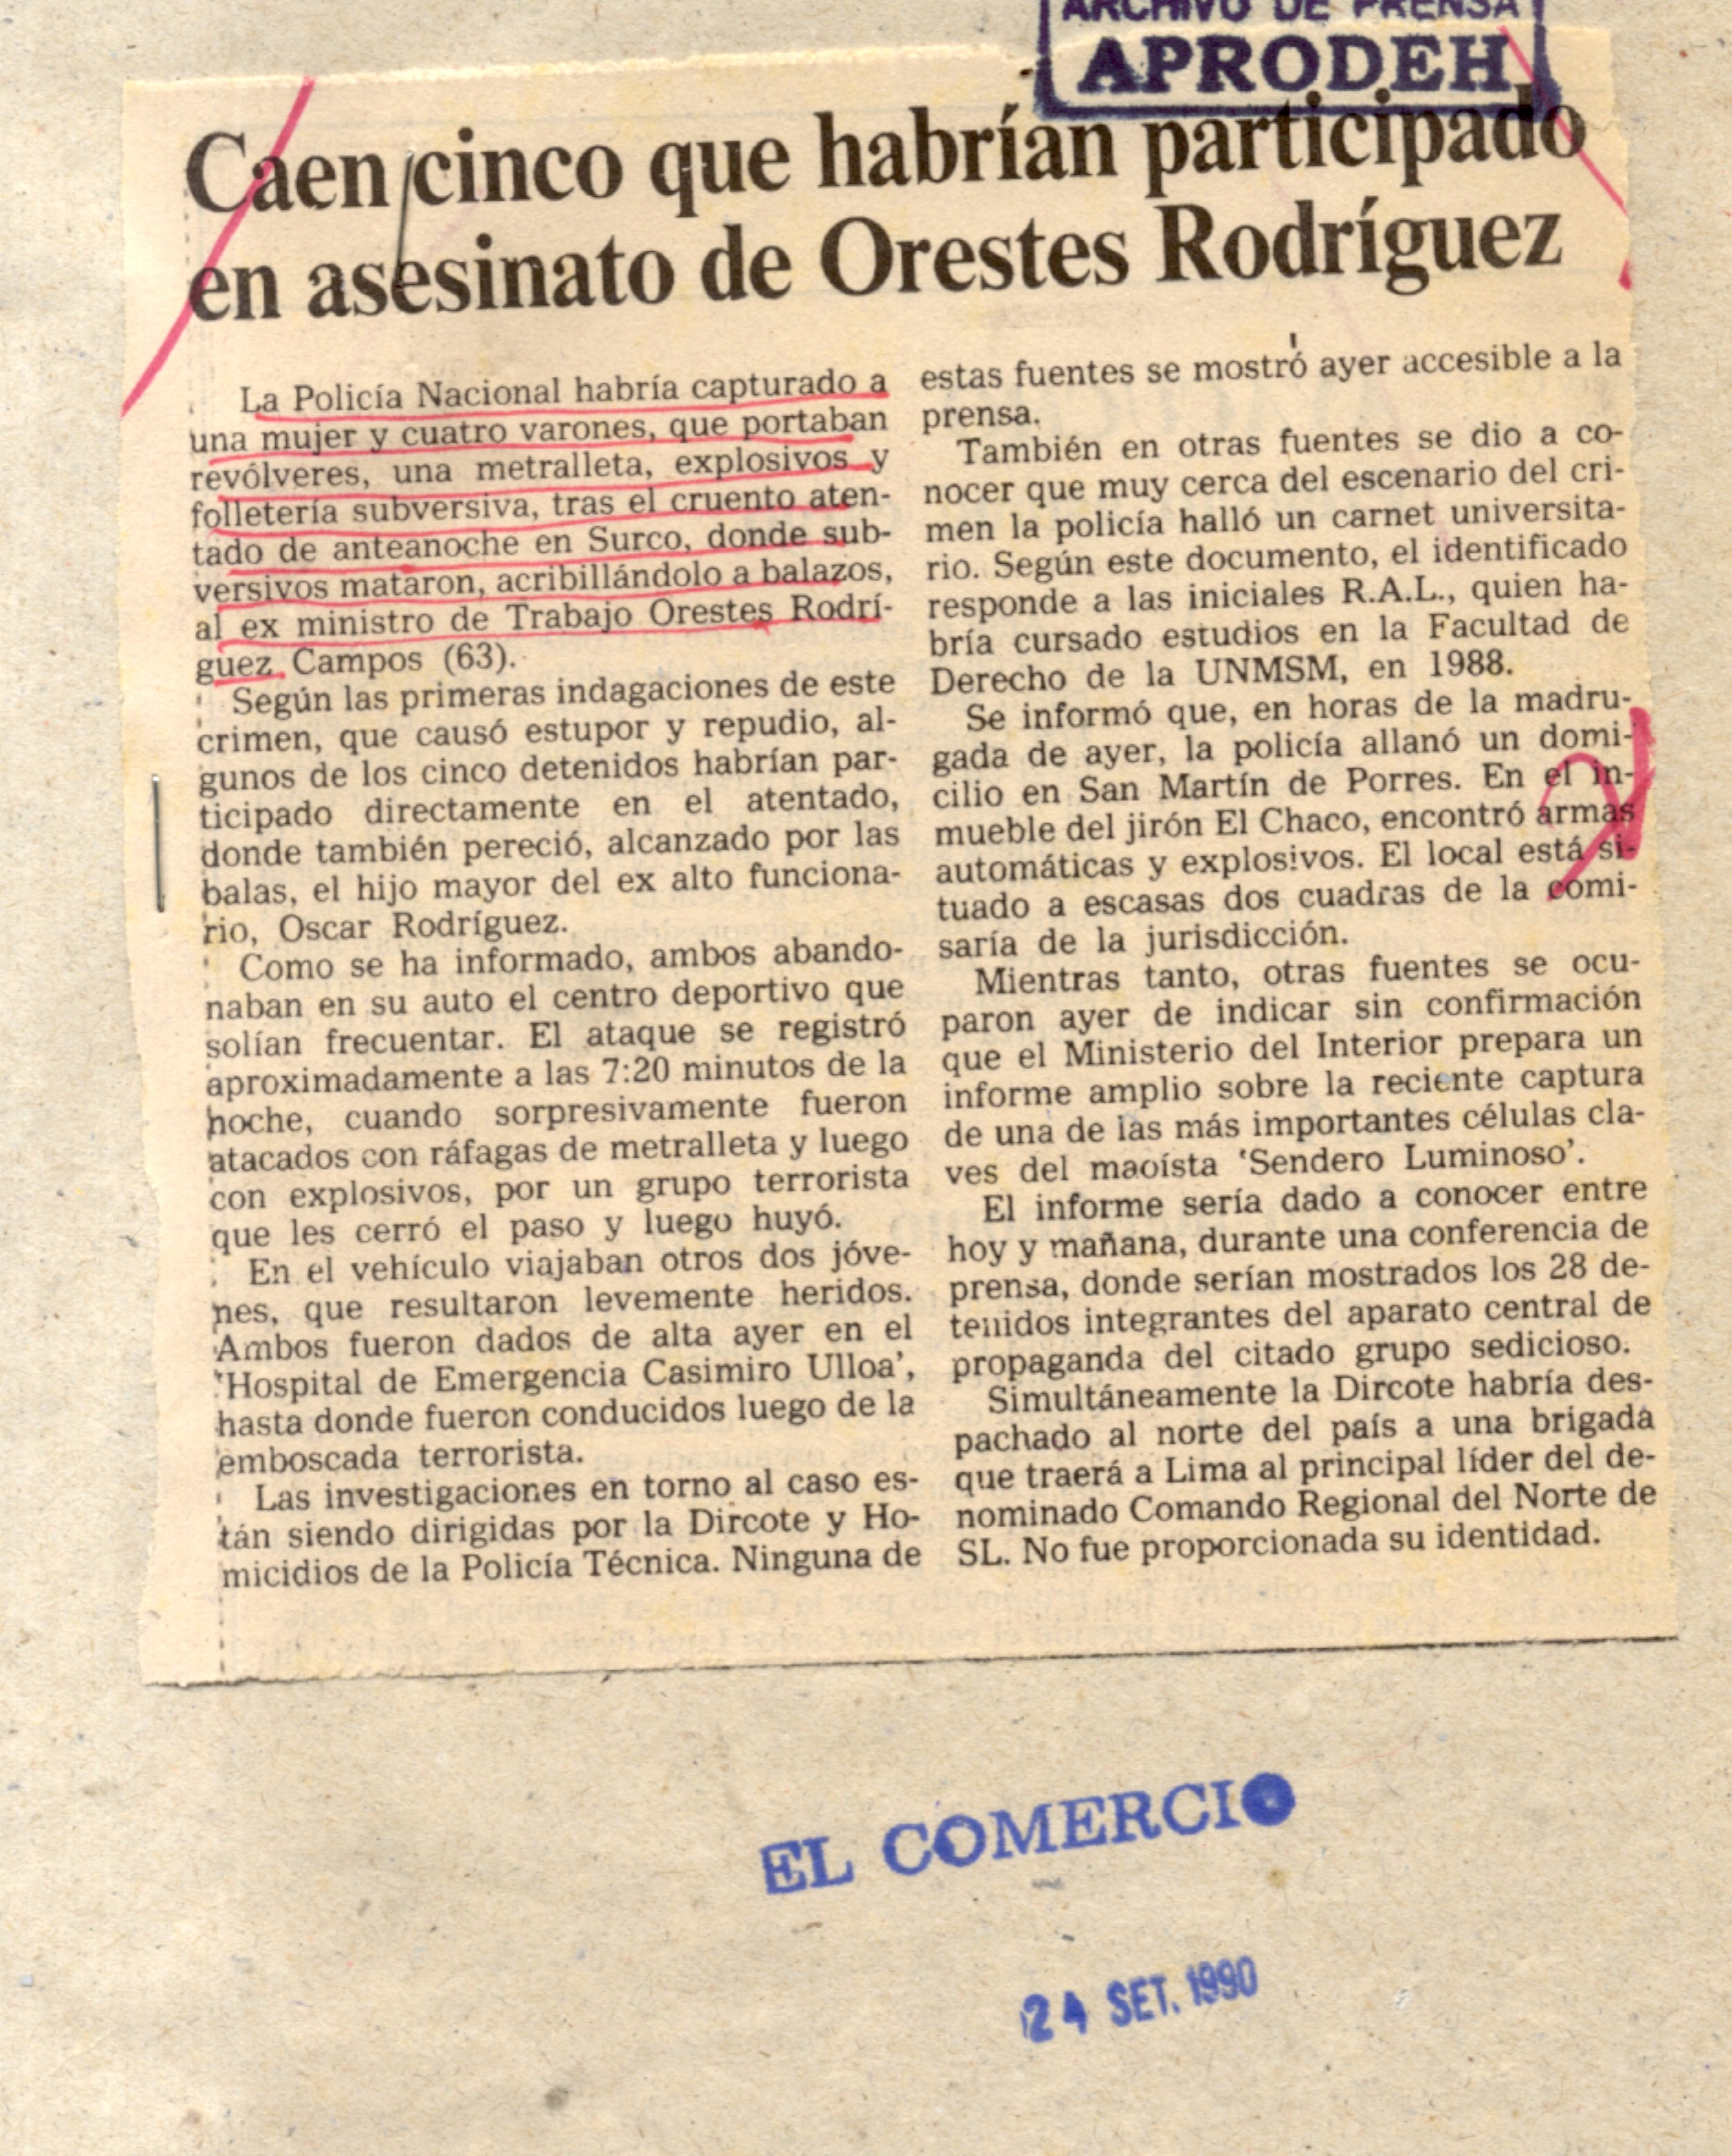 ARCHIVO DE PRENSA
APRODEH
Caen cinco que habrían participado
en asesinato de Orestes Rodríguez
La Policía Nacional habría capturado a
una mujer y cuatro varones, que portaban
revólveres, una metralleta, explosivos y
folletería subversiva, tras el cruento aten-
tado de anteanoche en Surco, donde sub-
versivos mataron, acribillándolo a balazos,
al ex ministro de Trabajo Orestes Rodrí-
guez Campos (63).
Según las primeras indagaciones de este
crimen, que causó estupor y repudio, al-
gunos de los cinco detenidos habrían par-
ticipado directamente en el atentado,
donde también pereció, alcanzado por las
balas, el hijo mayor del ex alto funciona-
rio, Oscar Rodríguez.
Como se ha informado, ambos abando-
naban en su auto el centro deportivo que
solían frecuentar. El ataque se registró
aproximadamente a las 7:20 minutos de la
noche, cuando sorpresivamente fueron
atacados con ráfagas de metralleta y luego
con explosivos, por un grupo terrorista
que les cerró el paso y luego huyó.
En el vehículo viajaban otros dos jóve-
nes, que resultaron levemente heridos.
Ambos fueron dados de alta ayer en el
'Hospital de Emergencia Casimiro Ulloa',
hasta donde fueron conducidos luego de la
emboscada terrorista.
Las investigaciones en torno al caso es-
tán siendo dirigidas por la Dircote y Ho-
micidios de la Policía Técnica. Ninguna de
estas fuentes se mostró ayer accesible a la
prensa.
También en otras fuentes se dio a co-
nocer que muy cerca del escenario del cri-
men la policía halló un carnet universita-
rio. Según este documento, el identificado
responde a las iniciales R.A.L., quien ha-
bría cursado estudios en la Facultad de
Derecho de la UNMSM, en 1988.
Se informó que, en horas de la madru-
gada de ayer, la policía allanó un domi-
cilio en San Martín de Porres. En el in-
mueble del jirón El Chaco, encontró armas
automáticas y explosivos. El local está si-
tuado a escasas dos cuadras de la comi-
saría de la jurisdicción.
Mientras tanto, otras fuentes se ocu-
paron ayer de indicar sin confirmación
que el Ministerio del Interior prepara un
informe amplio sobre la reciente captura
de una de las más importantes células cla-
ves del maoísta 'Sendero Luminoso'.
El informe sería dado a conocer entre
hoy y mañana, durante una conferencia de
prensa, donde serían mostrados los 28 de-
tenidos integrantes del aparato central de
propaganda del citado grupo sedicioso.
Simultáneamente la Dircote habría des-
pachado al norte del país a una brigada
que traerá a Lima al principal líder del de-
nominado Comando Regional del Norte de
SL. No fue proporcionada su identidad.
EL COMERCIO
24 SET. 1990